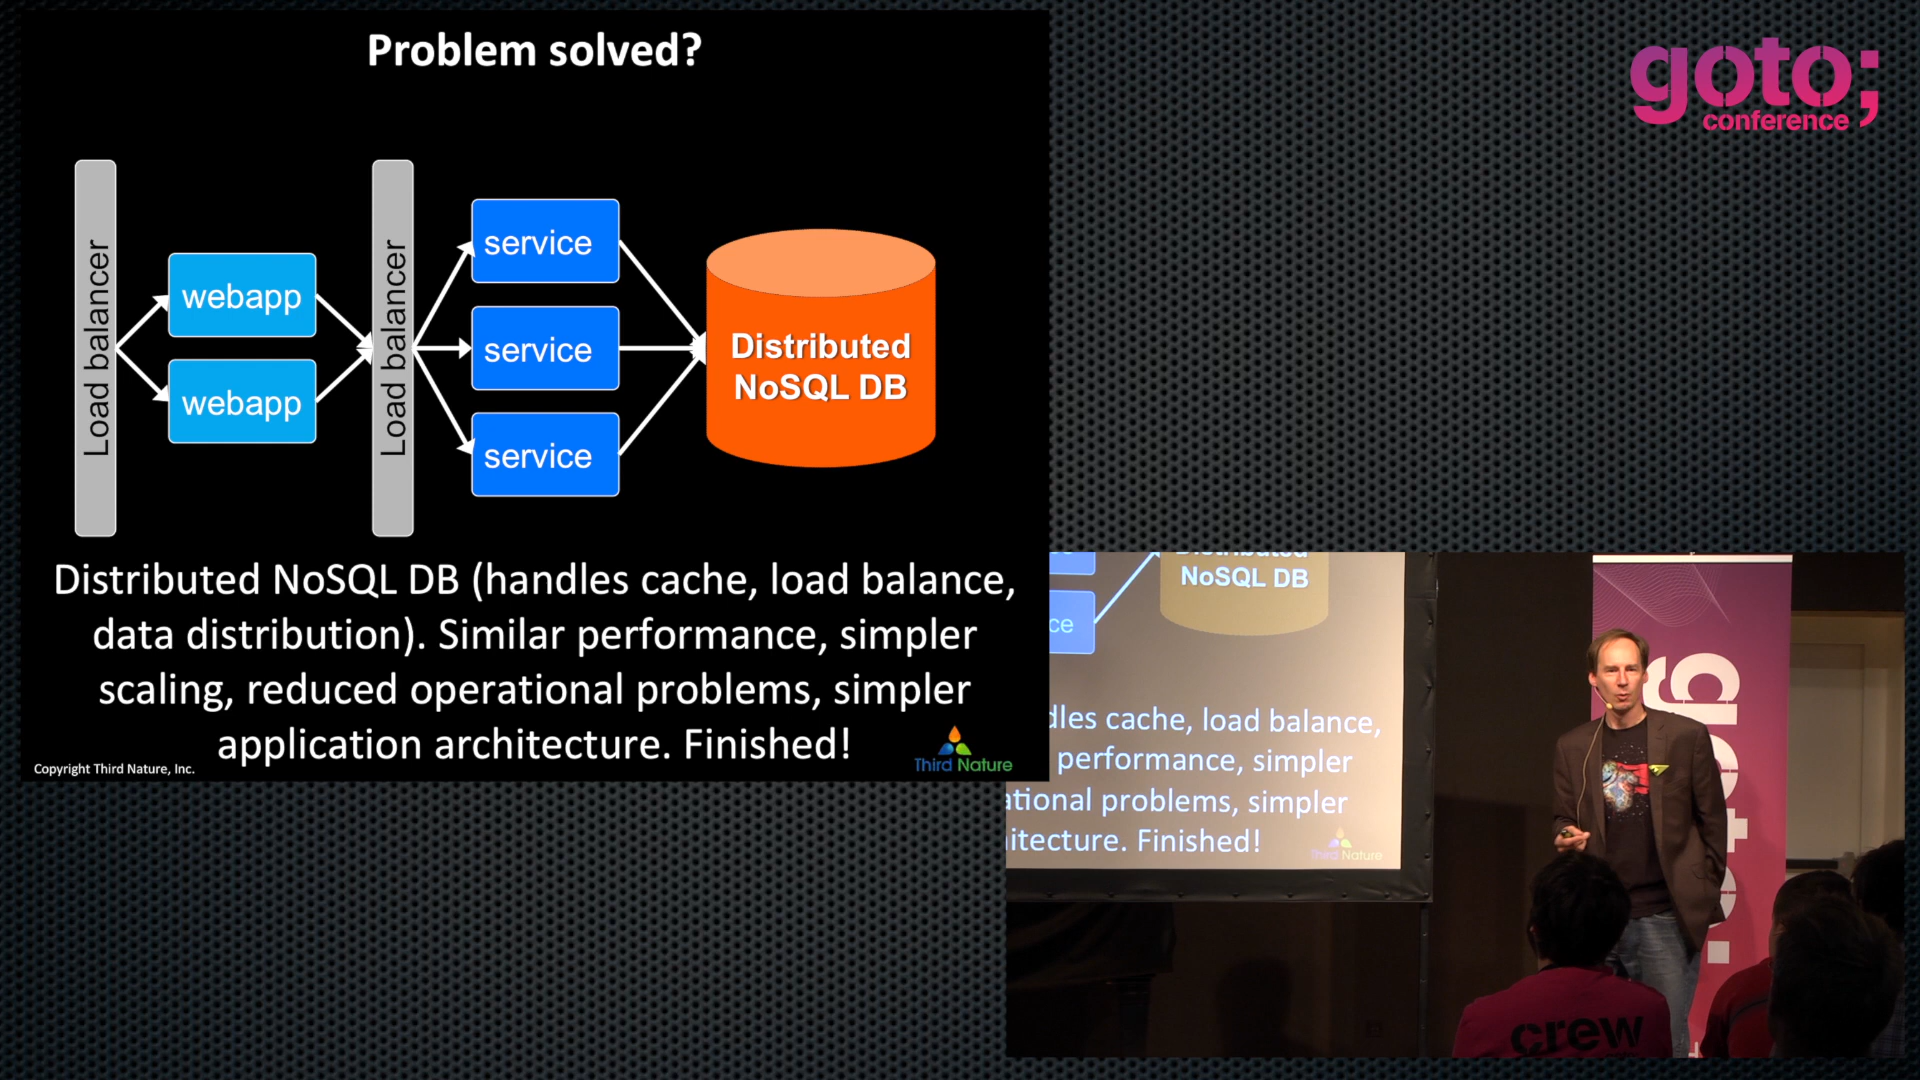 Problem solved?
goto;
conference
Load balancer
webapp
webapp
Load balancer
service
service
service
Distributed
NoSQL DB
Distributed NoSQL DB (handles cache, load balance,
data distribution). Similar performance, simpler
scaling, reduced operational problems, simpler
application architecture. Finished!
Copyright Third Nature, Inc.
Third Nature
Distributed
NoSQL DB
ce
dles cache, load balance,
performance, simpler
ational problems, simpler
itecture. Finished!
Third Nature
goto;
crew